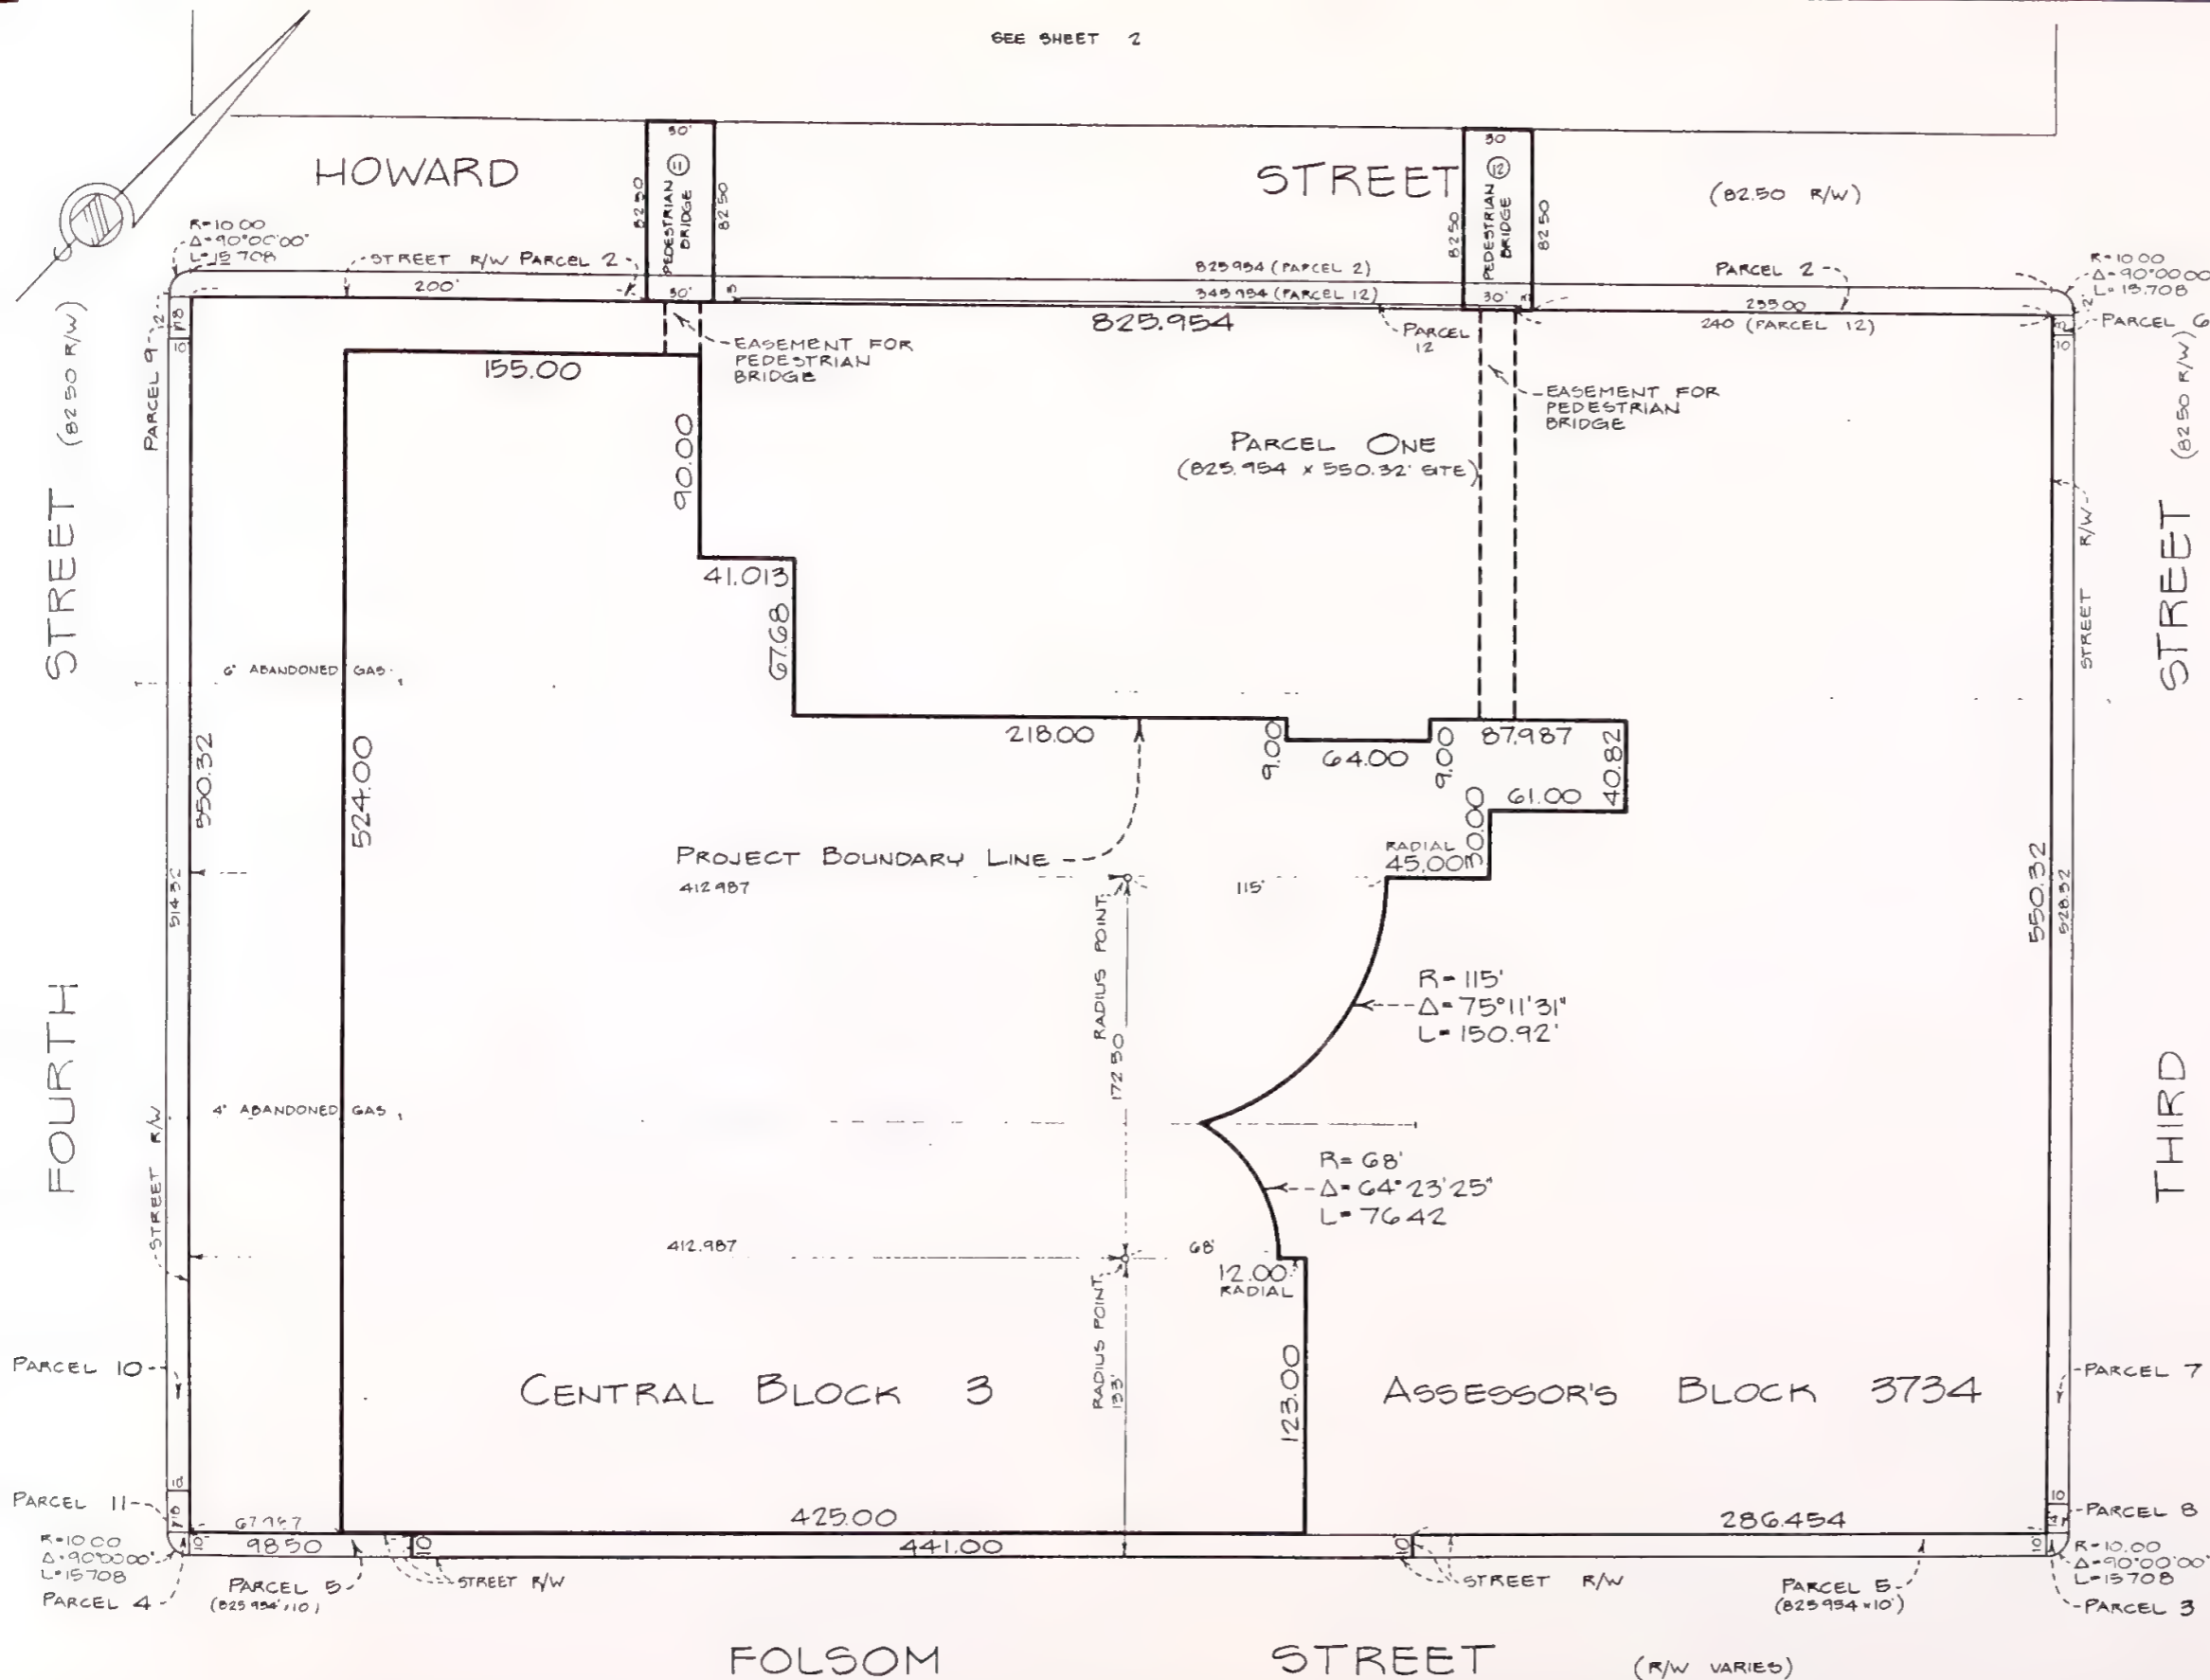 SEE SHEET 2
HOWARD STREET
(82.50 R/W)
30'
PEDESTRIAN BRIDGE 11
82 50
82 50
30'
30
PEDESTRIAN BRIDGE 12
82 50
82 50
30'
R=10 00
Δ=90°00'00"
L=15 708
STREET R/W PARCEL 2
200'
825 954 (PARCEL 2)
345 954 (PARCEL 12)
825.954
PARCEL 2
255.00
240 (PARCEL 12)
PARCEL 12
R=10 00
Δ=90°00 00
L=15.708
PARCEL 6
PARCEL 9
EASEMENT FOR
PEDESTRIAN
BRIDGE
EASEMENT FOR
PEDESTRIAN
BRIDGE
155.00
90.00
PARCEL ONE
(825.954 x 550.32' SITE)
41.013
67.68
STREET (82 50 R/W)
FOURTH
STREET (82 50 R/W)
THIRD
STREET R/W
6" ABANDONED GAS
550.32
524.00
514 32
218.00
9.00
64.00
9.00
87.987
40.82
61.00
30.00
RADIAL
45.00
PROJECT BOUNDARY LINE
412 987
115'
RADIUS POINT
172 50
550.32
528.32
R=115'
Δ=75°11'31"
L=150.92'
4" ABANDONED GAS
STREET R/W
R=68'
Δ=64°23'25"
L=76 42
412.987
68'
12.00
RADIAL
RADIUS POINT
133'
123.00
PARCEL 10
CENTRAL BLOCK 3
ASSESSOR'S BLOCK 3734
PARCEL 7
PARCEL 11
18
10
PARCEL 8
67.987
425.00
286.454
R=10 00
Δ=90°00'00"
L=15708
98.50
10
441.00
10
R=10.00
Δ=90°00'00"
L=15708
PARCEL 4
PARCEL 5
(825 954' x 10)
STREET R/W
STREET R/W
PARCEL 5
(825 954 x 10')
PARCEL 3
FOLSOM STREET
(R/W VARIES)